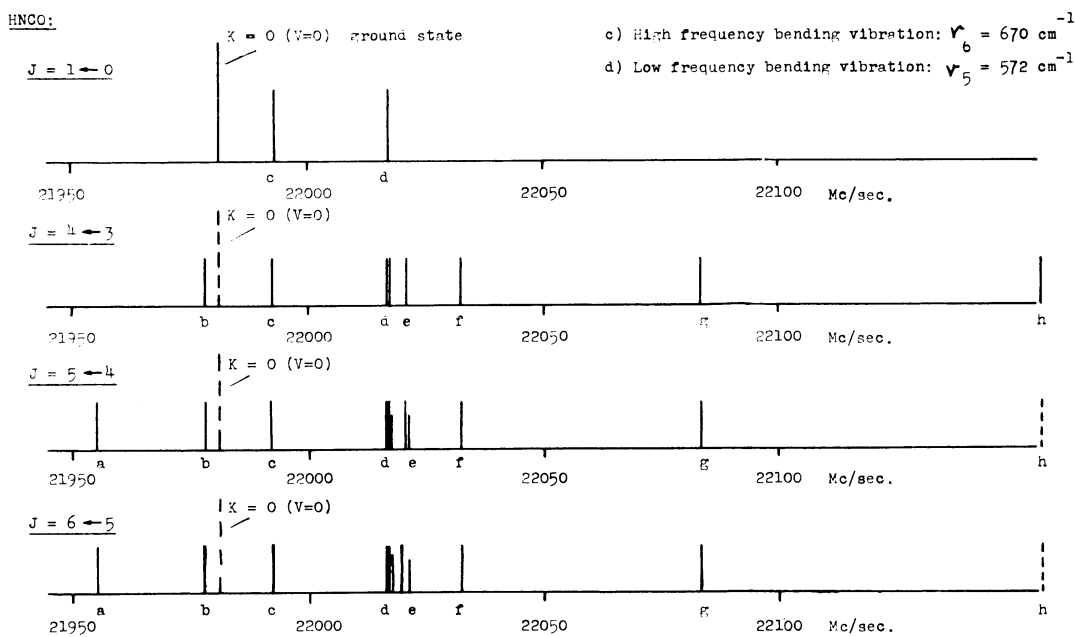 HNCO:
K = 0 (V=0) ground state
c) High frequency bending vibration: ν6 = 670 cm-1
d) Low frequency bending vibration: ν5 = 572 cm-1
J = 1 ← 0
c d
21950 22000 22050 22100 Mc/sec.
K = 0 (V=0)
J = 4 ← 3
b c d e f g h
21950 22000 22050 22100 Mc/sec.
K = 0 (V=0)
J = 5 ← 4
a b c d e f g h
21950 22000 22050 22100 Mc/sec.
K = 0 (V=0)
J = 6 ← 5
a b c d e f g h
21950 22000 22050 22100 Mc/sec.